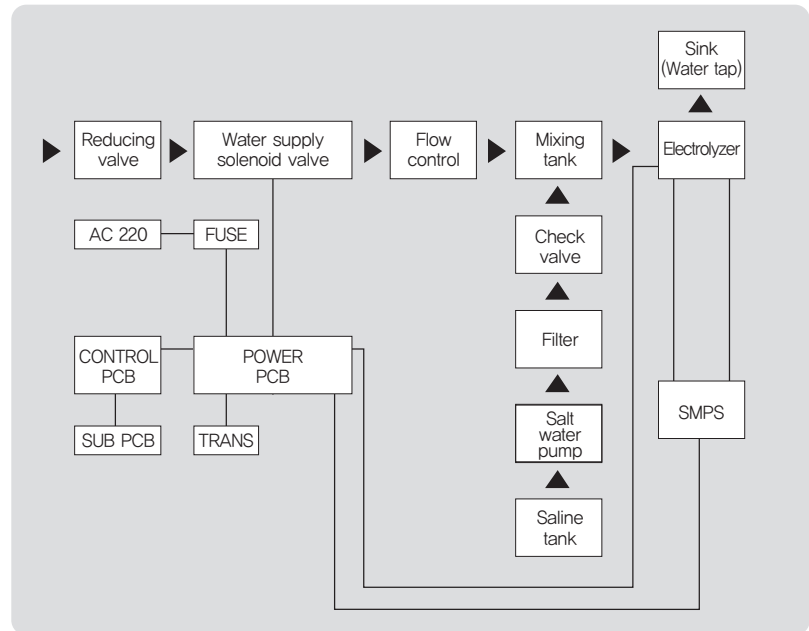 Sink
(Water tap)
Reducing
valve
Water supply
solenoid valve
Flow
control
Mixing
tank
Electrolyzer
AC 220
FUSE
Check
valve
Filter
CONTROL
PCB
POWER
PCB
SMPS
SUB PCB
TRANS
Salt
water
pump
Saline
tank